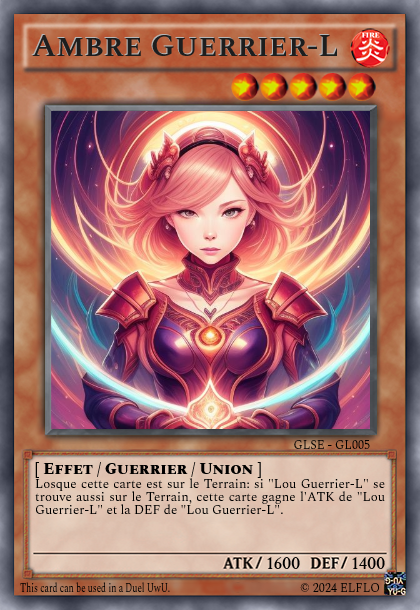 AMBRE GUERRIER-L
FIRE
炎
GLSE - GL005
[ EFFET / GUERRIER / UNION ]
Losque cette carte est sur le Terrain: si "Lou Guerrier-L" se
trouve aussi sur le Terrain, cette carte gagne l'ATK de "Lou
Guerrier-L" et la DEF de "Lou Guerrier-L".
ATK / 1600 DEF / 1400
This card can be used in a Duel UwU.
© 2024 ELFLO